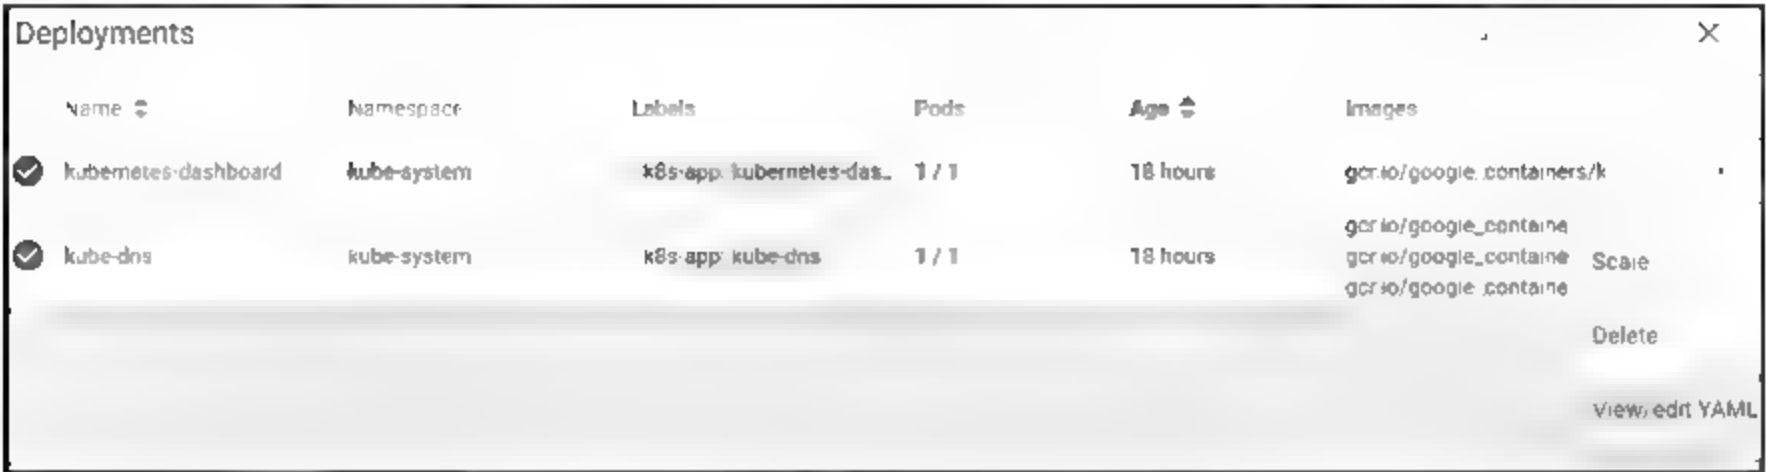 Deployments
Name Namespace Labels Pods Age Images
kubernetes-dashboard kube-system k8s-app: kubernetes-das... 1 / 1 18 hours gcr.io/google_containers/k
gcr.io/google_containe
kube-dns kube-system k8s-app: kube-dns 1 / 1 18 hours gcr.io/google_containe
gcr.io/google_containe
Scale
Delete
View/edit YAML